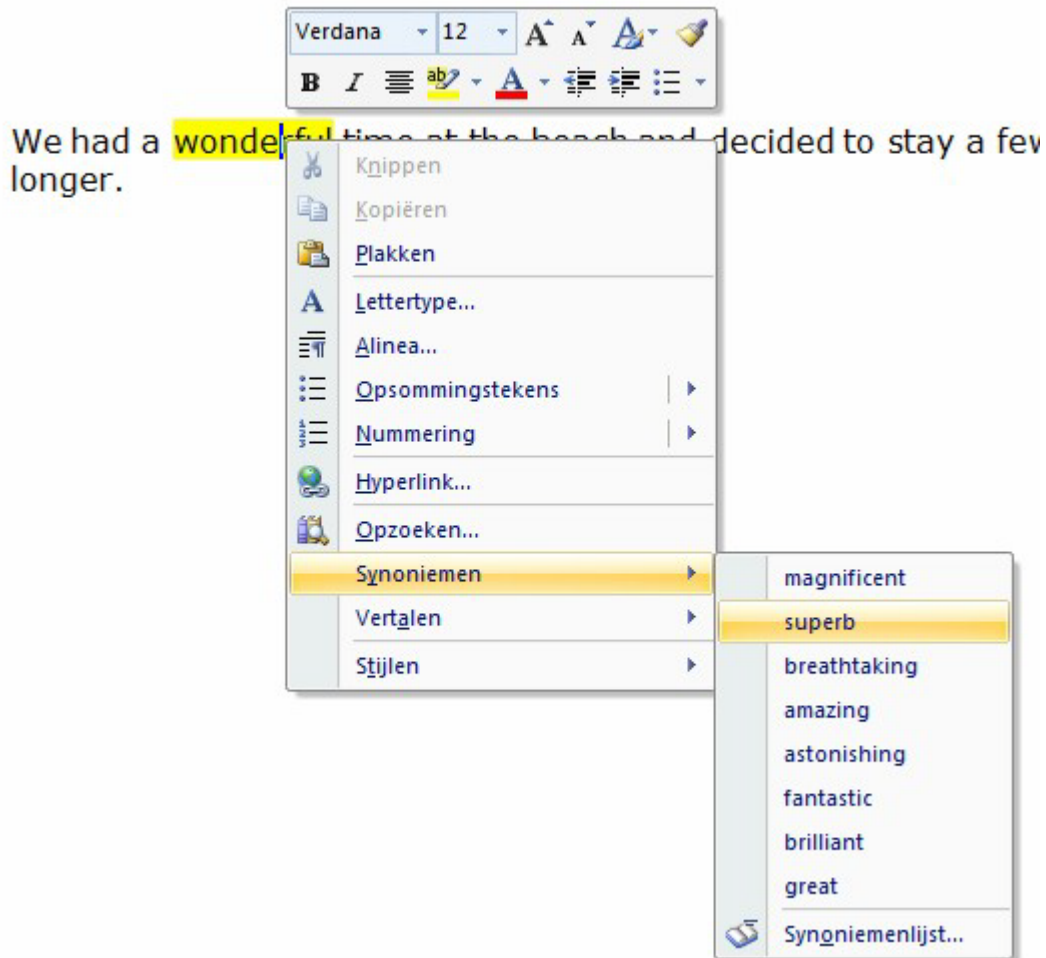 Verdana 12
We had a wonderful time at the beach and decided to stay a few
longer.
Knippen
Kopiëren
Plakken
Lettertype...
Alinea...
Opsommingstekens
Nummering
Hyperlink...
Opzoeken...
Synoniemen
Vertalen
Stijlen
magnificent
superb
breathtaking
amazing
astonishing
fantastic
brilliant
great
Synoniemenlijst...